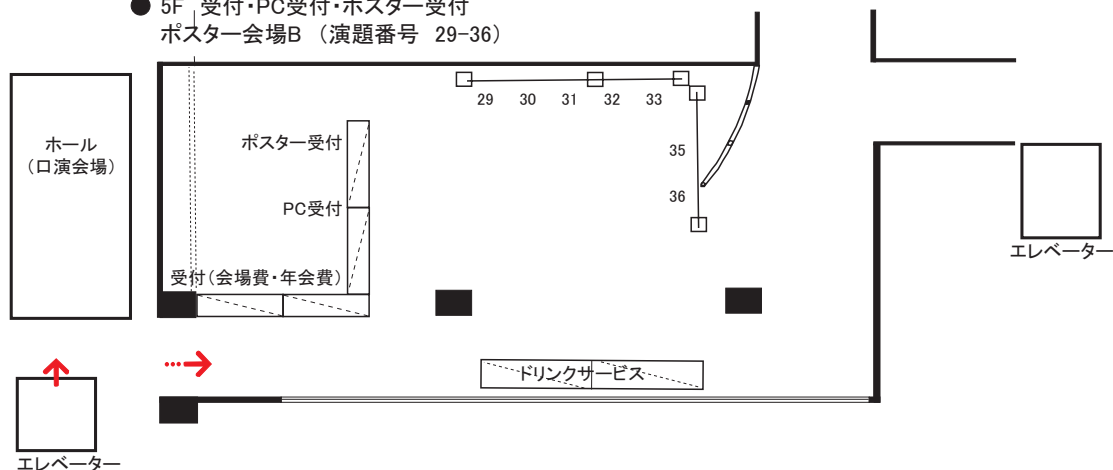 ● 5F 受付・PC受付・ポスター受付
ポスター会場B （演題番号 29-36）
29 30 31 32 33
ホール
（口演会場）
ポスター受付
35
36
PC受付
エレベーター
受付（会場費・年会費）
ドリンクサービス
エレベーター